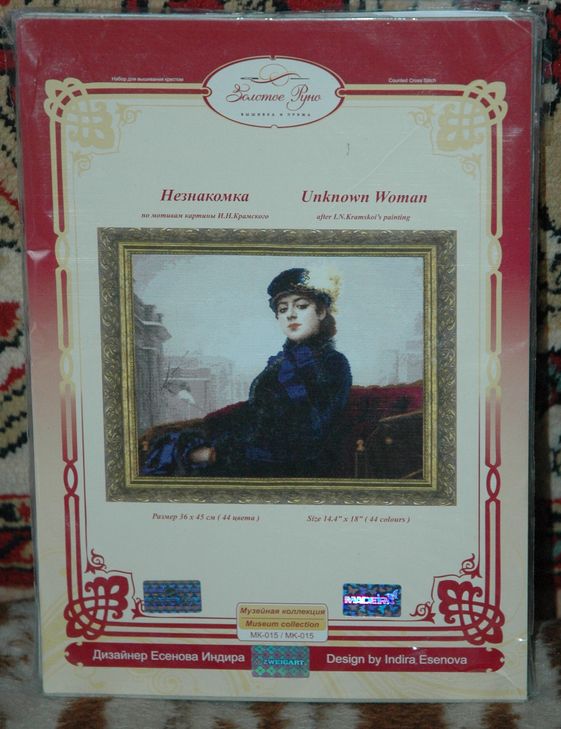 Набор для вышивания крестом
Counted Cross Stitch
Золотое Руно
ВЫШИВКА И ПРЯЖА
Незнакомка
Unknown Woman
по мотивам картины И.Н.Крамского
after I.N.Kramskoi's painting
Размер 36 x 45 см ( 44 цвета )
Size 14.4" x 18" ( 44 colours )
MADEIRA
Музейная коллекция
Museum collection
МК-015 / MK-015
Дизайнер Есенова Индира
ZWEIGART
Design by Indira Esenova